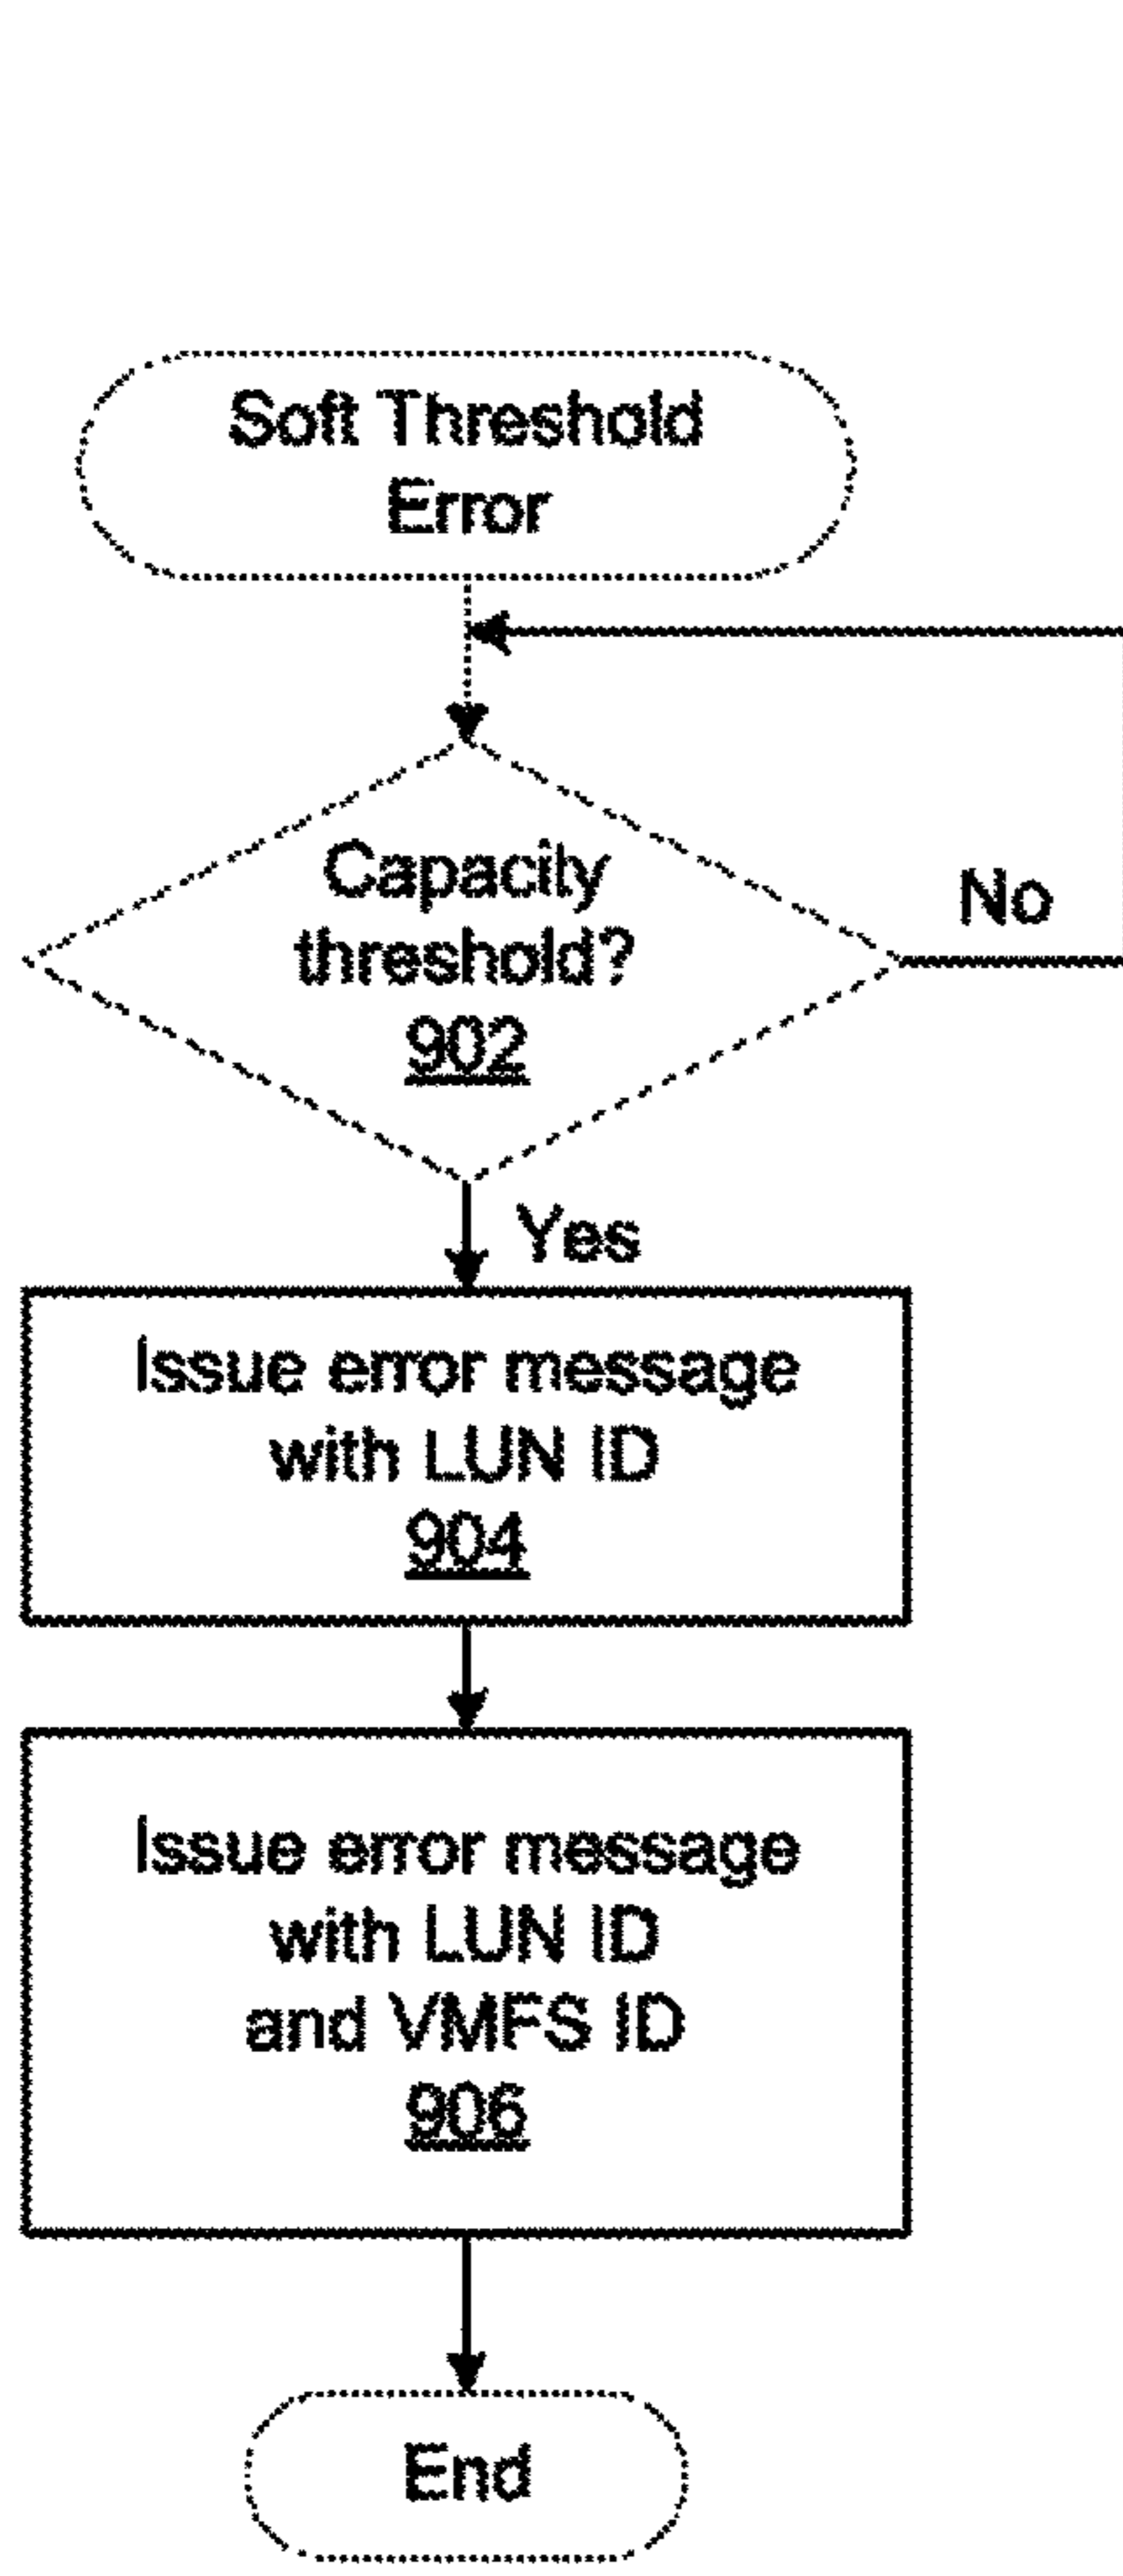 Soft Threshold
Error
Capacity
threshold?
902
No
Yes
Issue error message
with LUN ID
904
Issue error message
with LUN ID
and VMFS ID
906
End